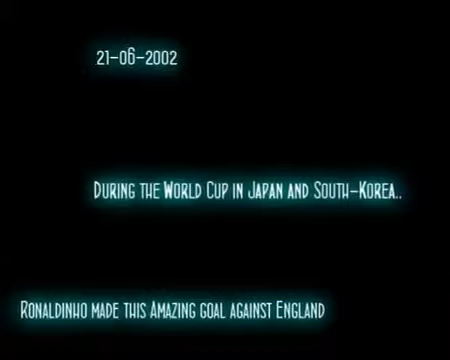 21-06-2002
During the World Cup in Japan and South-Korea..
Ronaldinho made this Amazing goal against England